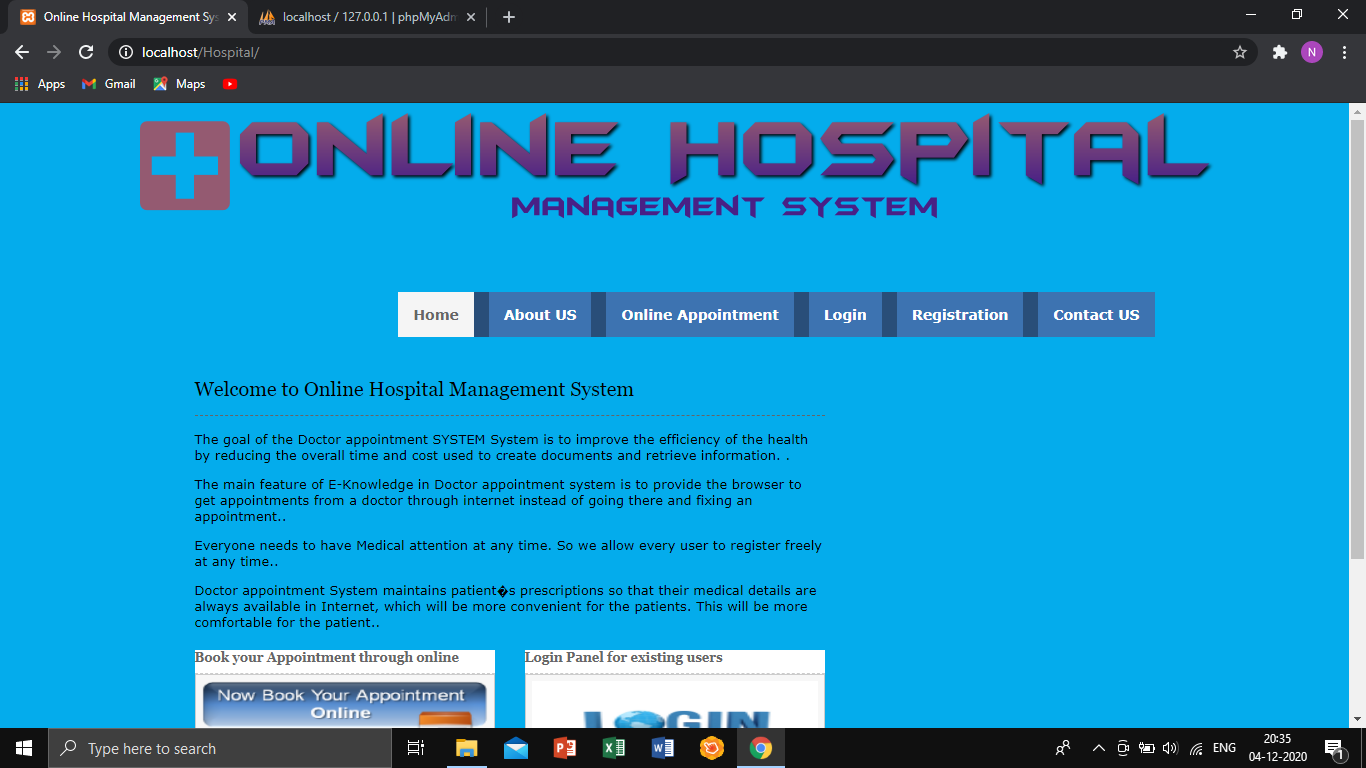 Online Hospital Management Sys
localhost / 127.0.0.1 | phpMyAdm
localhost/Hospital/
N
Apps
Gmail
Maps
ONLINE HOSPITAL
MANAGEMENT SYSTEM
Home
About US
Online Appointment
Login
Registration
Contact US
Welcome to Online Hospital Management System
The goal of the Doctor appointment SYSTEM System is to improve the efficiency of the health
by reducing the overall time and cost used to create documents and retrieve information. .
The main feature of E-Knowledge in Doctor appointment system is to provide the browser to
get appointments from a doctor through internet instead of going there and fixing an
appointment..
Everyone needs to have Medical attention at any time. So we allow every user to register freely
at any time..
Doctor appointment System maintains patient�s prescriptions so that their medical details are
always available in Internet, which will be more convenient for the patients. This will be more
comfortable for the patient..
Book your Appointment through online
Login Panel for existing users
Now Book Your Appointment
Online
LOGIN
Type here to search
ENG
20:35
04-12-2020
1